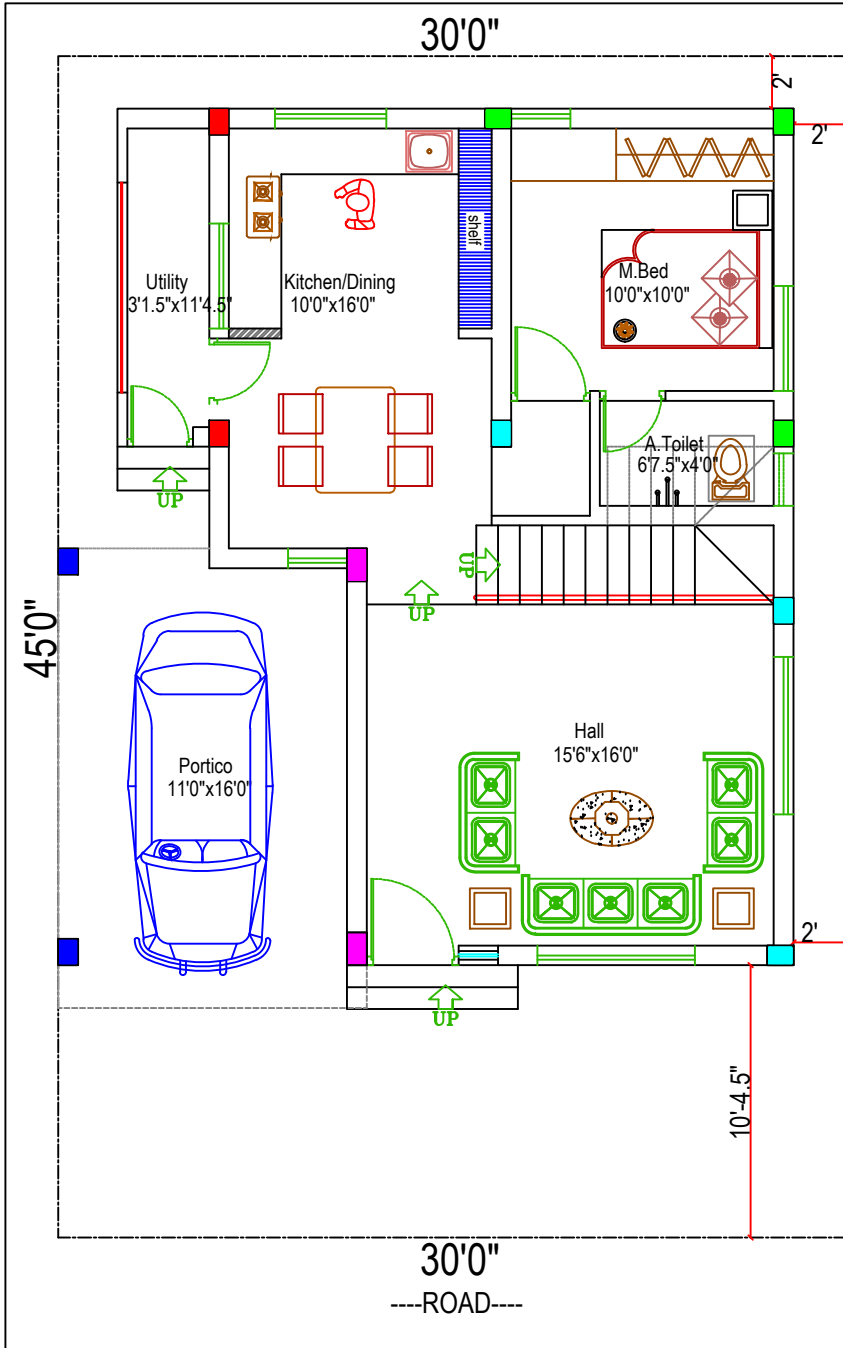 30'0"
2'
2'
shelf
Utility
3'1.5"x11'4.5"
Kitchen/Dining
10'0"x16'0"
M.Bed
10'0"x10'0"
A.Toilet
6'7.5"x4'0"
UP
UP
UP
45'0"
Hall
15'6"x16'0"
Portico
11'0"x16'0"
2'
UP
10'-4.5"
30'0"
----ROAD----